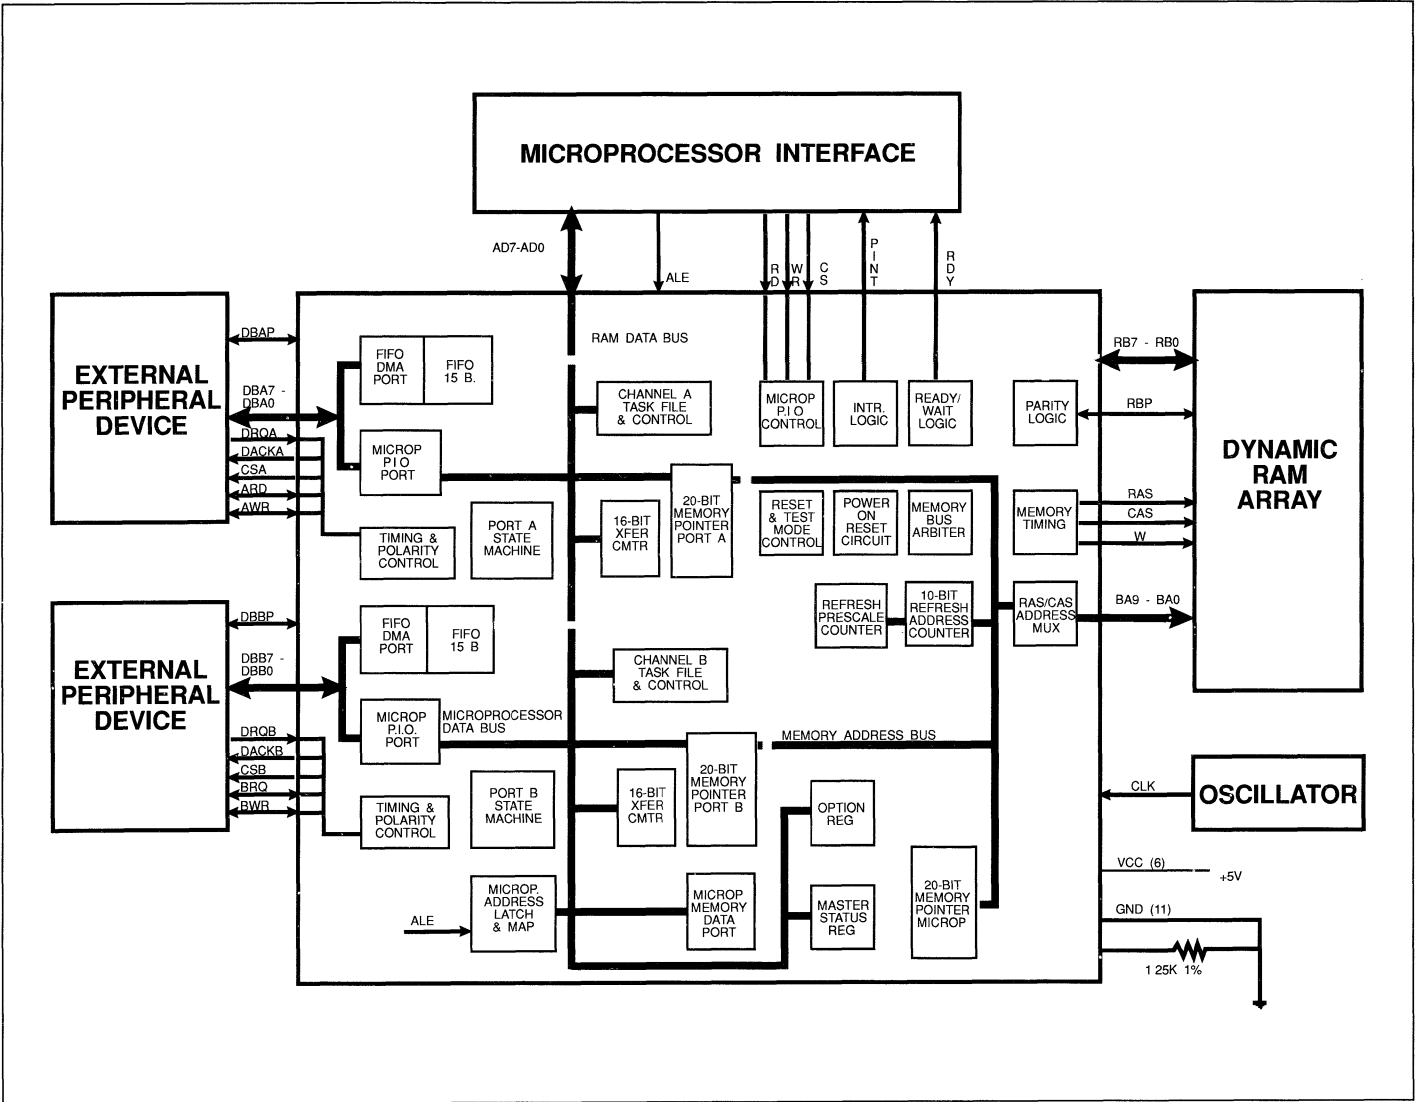 MICROPROCESSOR INTERFACE
AD7-AD0
ALE
RD
WR
CS
PINT
RDY
EXTERNAL
PERIPHERAL
DEVICE
DBAP
DBA7 -
DBA0
DRQA
DACKA
CSA
ARD
AWR
FIFO
DMA
PORT
FIFO
15 B.
MICROP
P I O
PORT
TIMING &
POLARITY
CONTROL
PORT A
STATE
MACHINE
RAM DATA BUS
CHANNEL A
TASK FILE
& CONTROL
16-BIT
XFER
CMTR
20-BIT
MEMORY
POINTER
PORT A
MICROP
P.I O
CONTROL
INTR.
LOGIC
READY/
WAIT
LOGIC
PARITY
LOGIC
RESET
& TEST
MODE
CONTROL
POWER
ON
RESET
CIRCUIT
MEMORY
BUS
ARBITER
MEMORY
TIMING
REFRESH
PRESCALE
COUNTER
10-BIT
REFRESH
ADDRESS
COUNTER
RAS/CAS
ADDRESS
MUX
RB7 - RB0
RBP
RAS
CAS
W
BA9 - BA0
DYNAMIC
RAM
ARRAY
EXTERNAL
PERIPHERAL
DEVICE
DBBP
DBB7 -
DBB0
DRQB
DACKB
CSB
BRQ
BWR
FIFO
DMA
PORT
FIFO
15 B
MICROP
P.I.O.
PORT
MICROPROCESSOR
DATA BUS
TIMING &
POLARITY
CONTROL
PORT B
STATE
MACHINE
CHANNEL B
TASK FILE
& CONTROL
16-BIT
XFER
CMTR
20-BIT
MEMORY
POINTER
PORT B
MEMORY ADDRESS BUS
OPTION
REG
ALE
MICROP.
ADDRESS
LATCH
& MAP
MICROP
MEMORY
DATA
PORT
MASTER
STATUS
REG
20-BIT
MEMORY
POINTER
MICROP
CLK
OSCILLATOR
VCC (6)
+5V
GND (11)
1 25K 1%